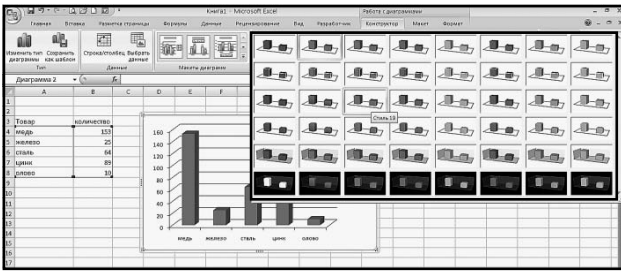 Книга1 - Microsoft Excel
Работа с диаграммами
Главная Вставка Разметка страницы Формулы Данные Рецензирование Вид Разработчик Конструктор Макет Формат
Изменить тип диаграммы
Сохранить как шаблон
Строка/столбец
Выбрать данные
Тип Данные Макеты диаграмм
Диаграмма 2
fx
A B C D E F
1
2
3 Товар количество
4 медь 153
5 железо 25
6 сталь 64
7 цинк 89
8 олово 10
9
10
11
12
13
14
15
16
17
160
140
120
100
80
60
40
20
0
медь железо сталь цинк олово
Стиль 18